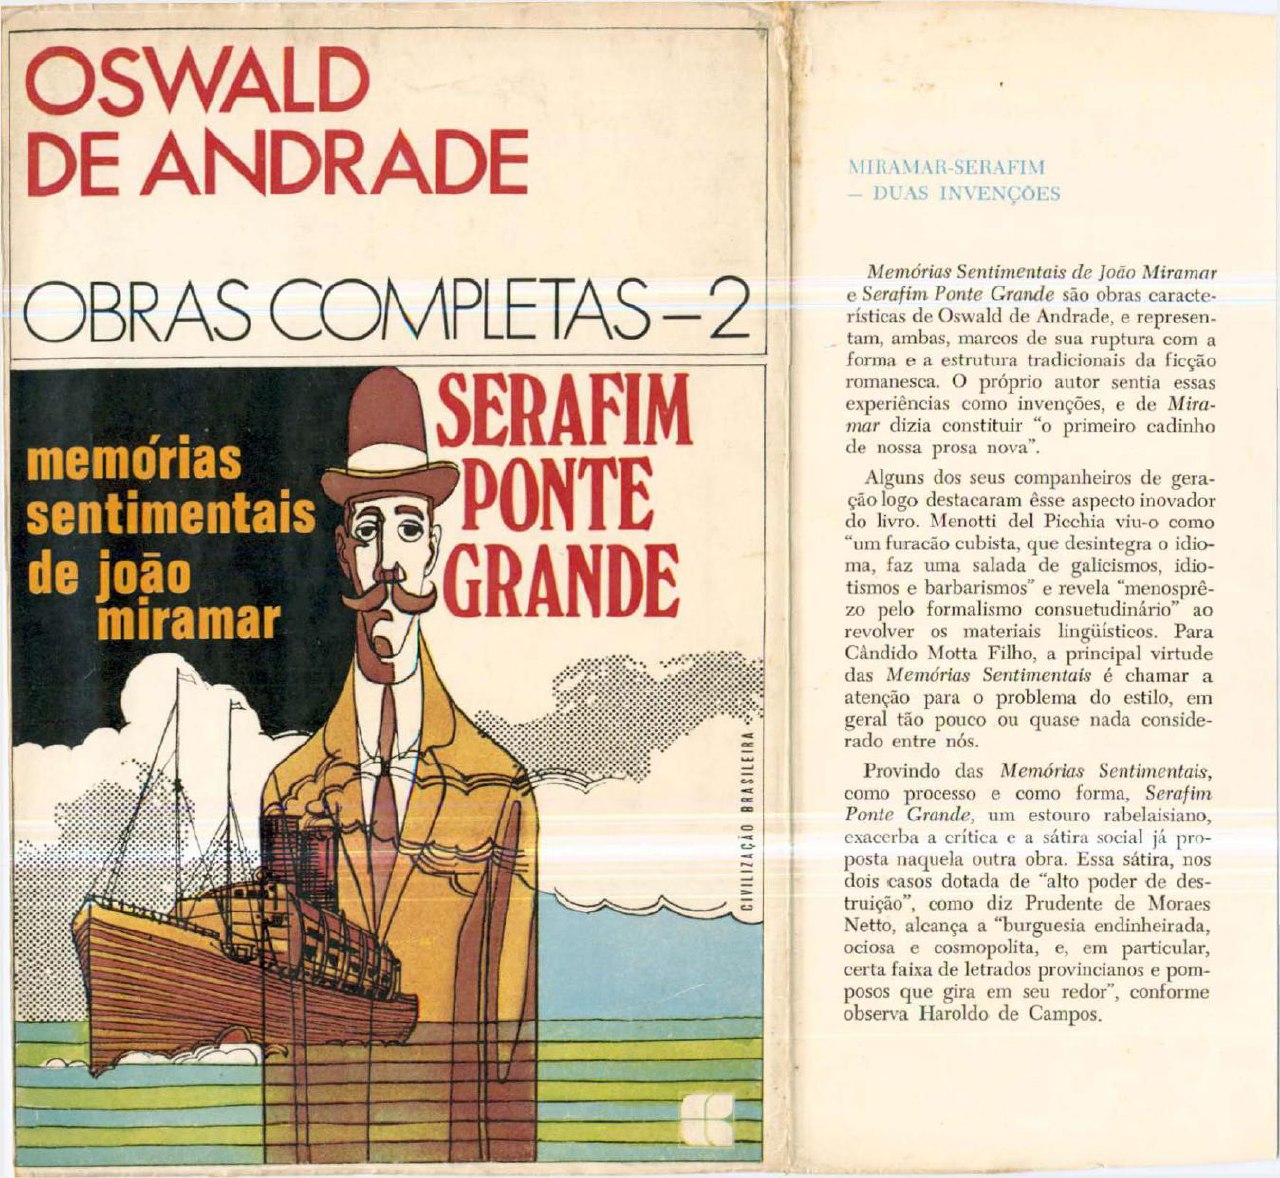 OSWALD
DE ANDRADE
OBRAS COMPLETAS – 2
memórias
sentimentais
de joão
miramar
SERAFIM
PONTE
GRANDE
CIVILIZAÇÃO BRASILEIRA
MIRAMAR-SERAFIM
— DUAS INVENÇÕES
Memórias Sentimentais de João Miramar
e Serafim Ponte Grande são obras caracte-
rísticas de Oswald de Andrade, e represen-
tam, ambas, marcos de sua ruptura com a
forma e a estrutura tradicionais da ficção
romanesca. O próprio autor sentia essas
experiências como invenções, e de Mira-
mar dizia constituir “o primeiro cadinho
de nossa prosa nova”.
Alguns dos seus companheiros de gera-
ção logo destacaram êsse aspecto inovador
do livro. Menotti del Picchia viu-o como
“um furacão cubista, que desintegra o idio-
ma, faz uma salada de galicismos, idio-
tismos e barbarismos” e revela “menosprê-
zo pelo formalismo consuetudinário” ao
revolver os materiais lingüísticos. Para
Cândido Motta Filho, a principal virtude
das Memórias Sentimentais é chamar a
atenção para o problema do estilo, em
geral tão pouco ou quase nada conside-
rado entre nós.
Provindo das Memórias Sentimentais,
como processo e como forma, Serafim
Ponte Grande, um estouro rabelaisiano,
exacerba a crítica e a sátira social já pro-
posta naquela outra obra. Essa sátira, nos
dois casos dotada de “alto poder de des-
truição”, como diz Prudente de Moraes
Netto, alcança a “burguesia endinheirada,
ociosa e cosmopolita, e, em particular,
certa faixa de letrados provincianos e pom-
posos que gira em seu redor”, conforme
observa Haroldo de Campos.